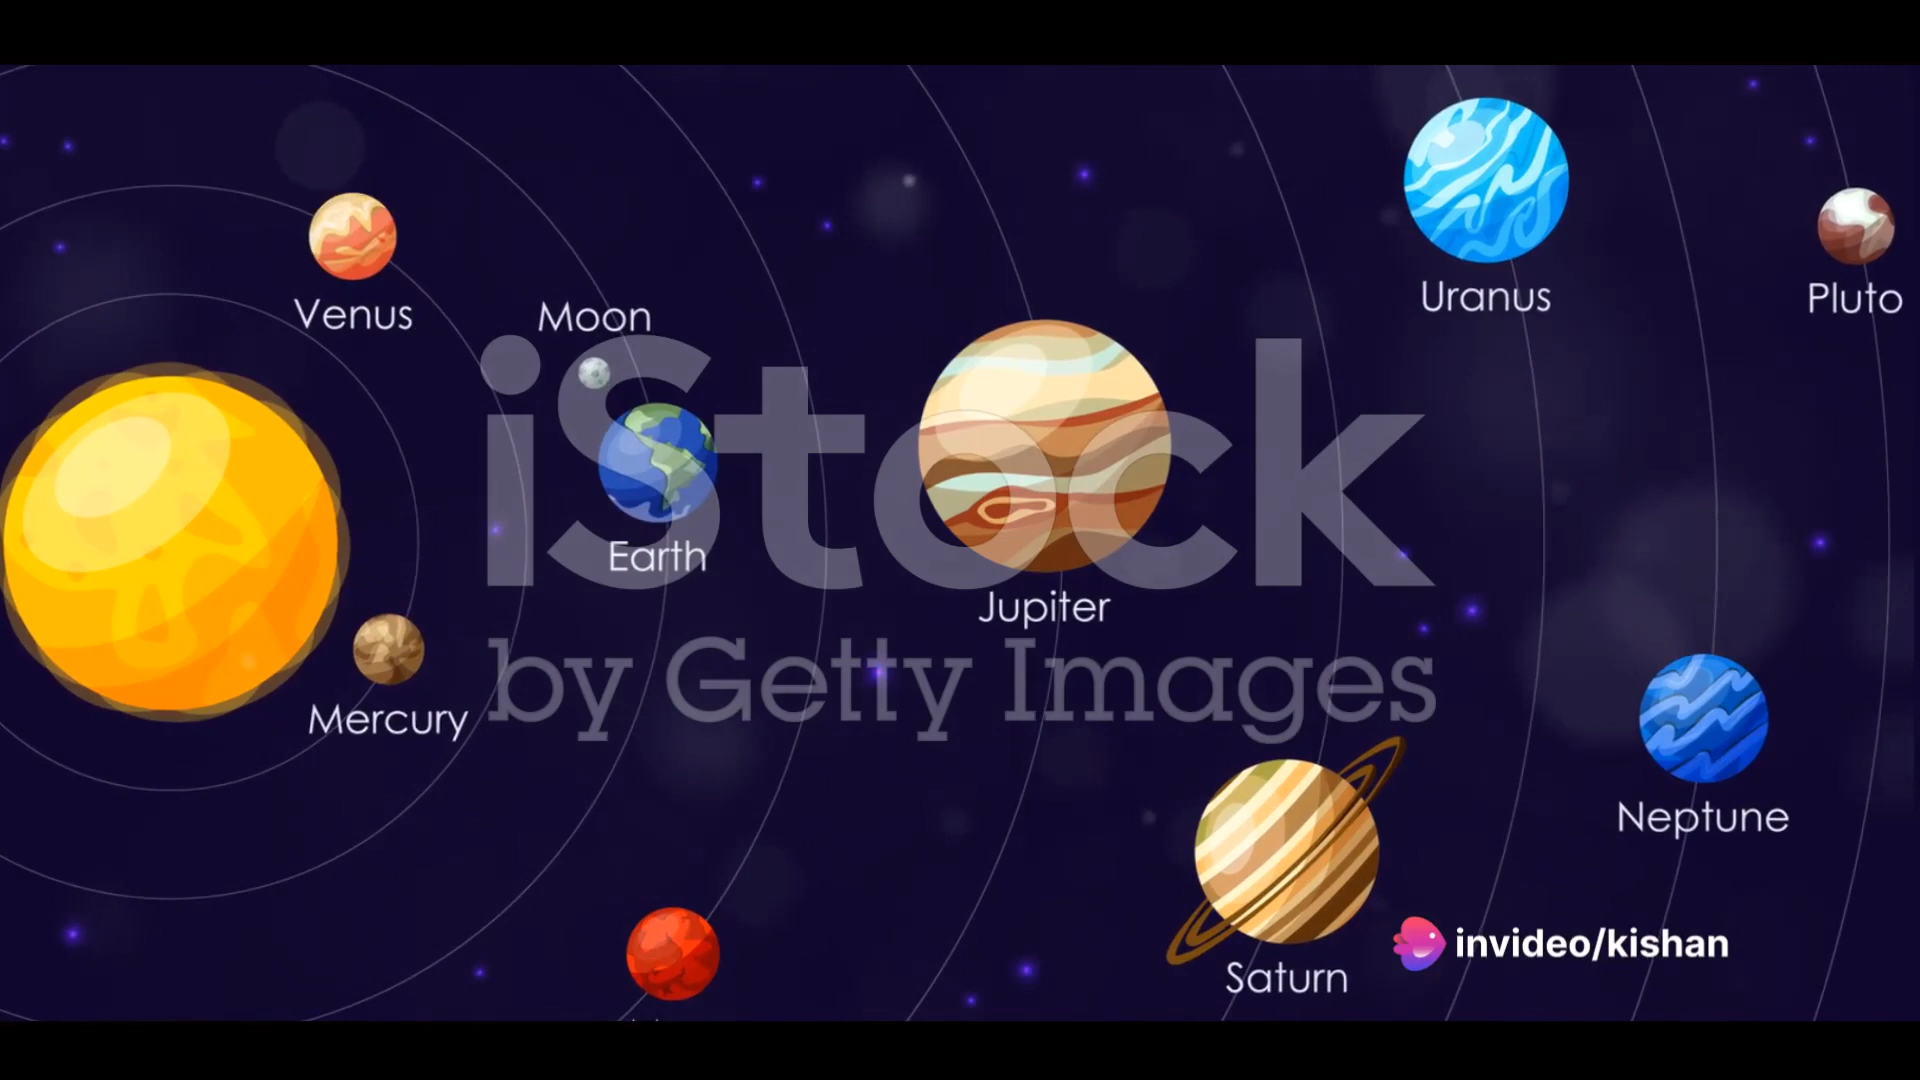 Venus
Moon
Uranus
Pluto
iStock
Earth
Jupiter
by Getty Images
Mercury
Neptune
invideo/kishan
Saturn